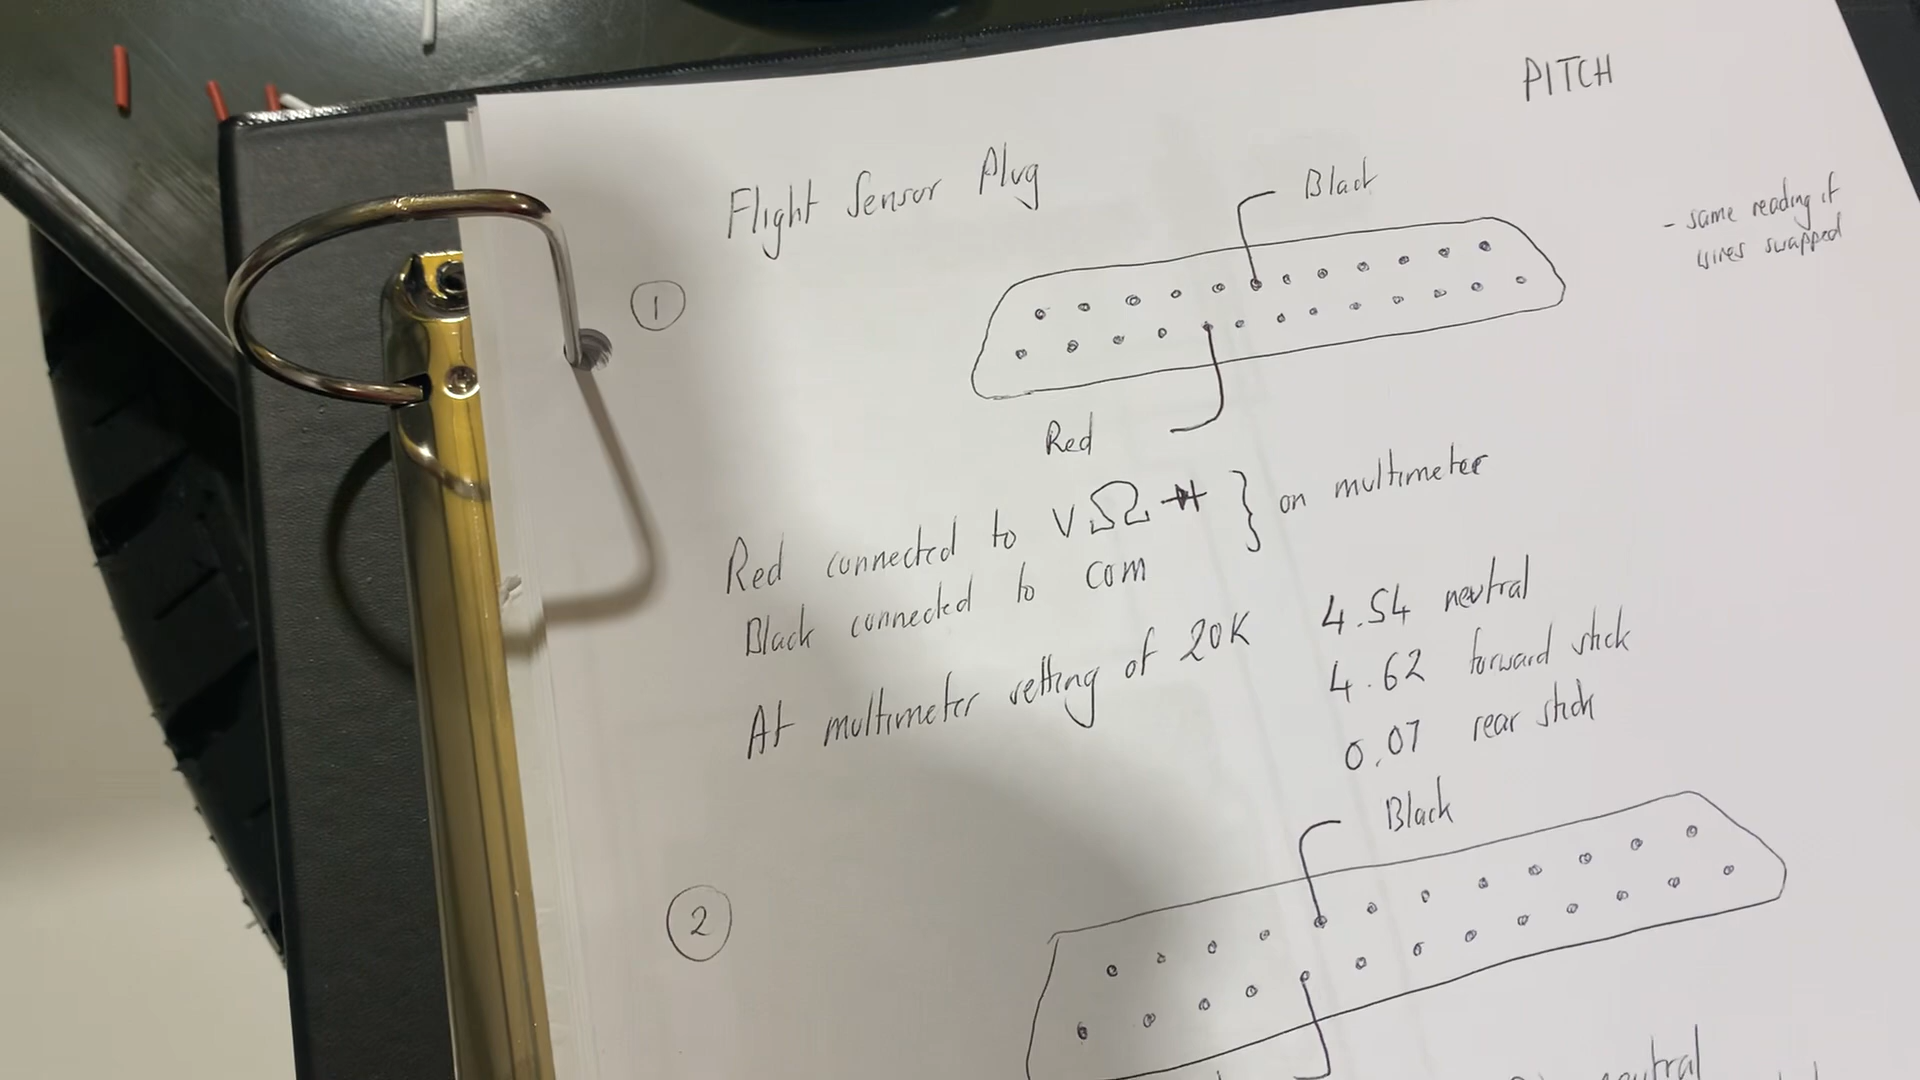 PITCH
Flight Sensor Plug
Black
- same reading if
wires swapped
1
Red
Red connected to VΩ } on multimeter
Black connected to COM
At multimeter setting of 20K
4.54 neutral
4.62 forward stick
0.07 rear stick
Black
2
neutral